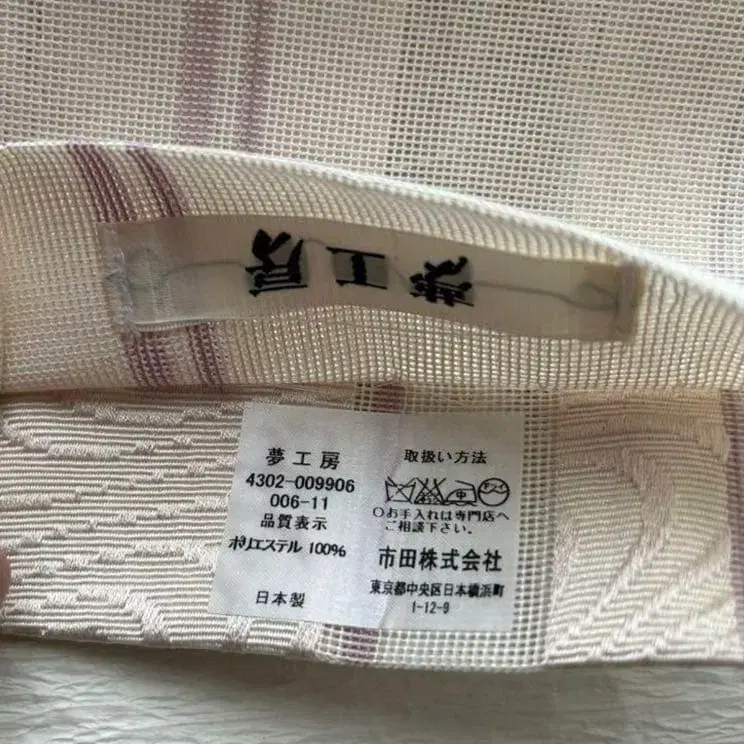 夢工房
夢工房
4302-009906
006-11
品質表示
ポリエステル 100%
日本製
取扱い方法
〇お手入れは専門店へ
ご相談下さい。
市田株式会社
東京都中央区日本橋浜町
1-12-9